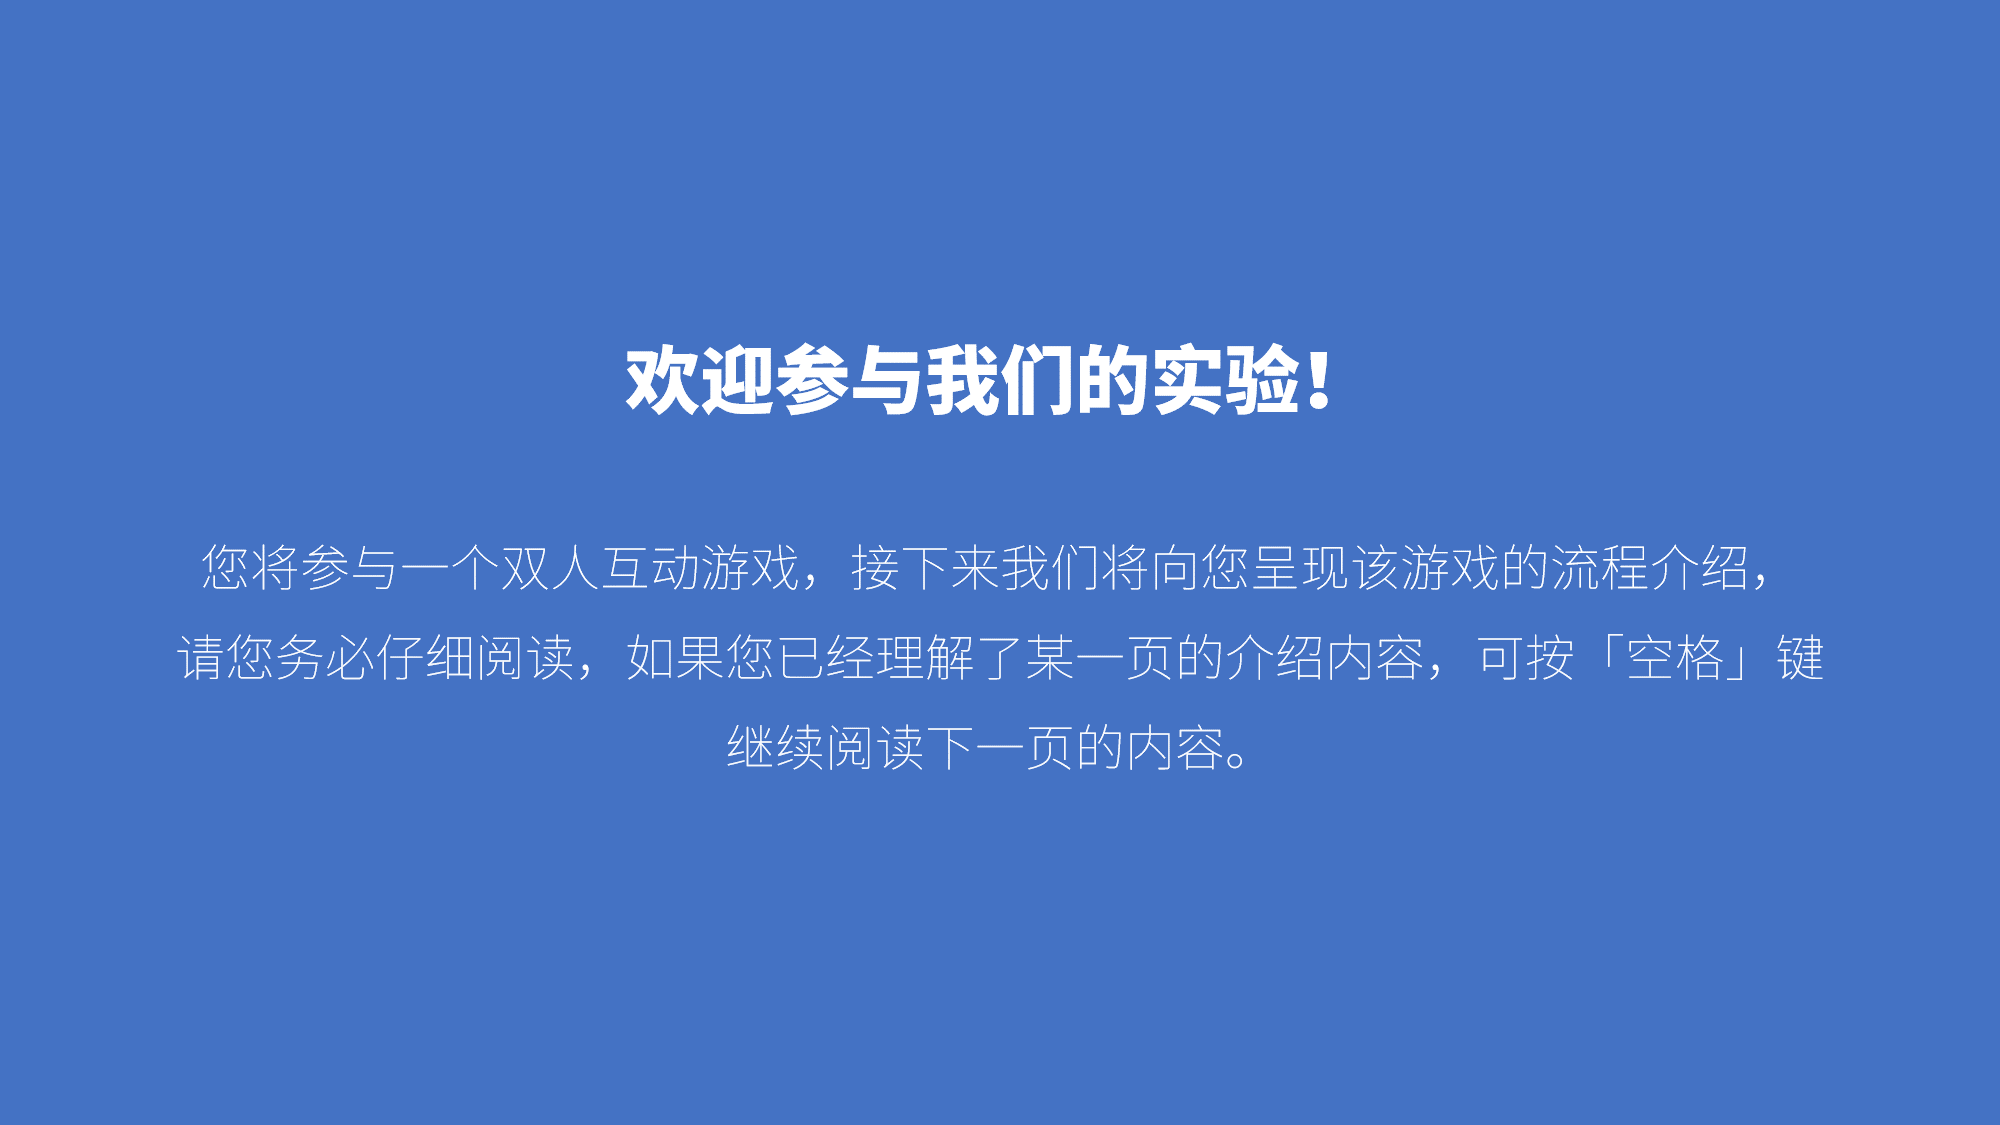 欢迎参与我们的实验！
您将参与一个双人互动游戏，接下来我们将向您呈现该游戏的流程介绍，
请您务必仔细阅读，如果您已经理解了某一页的介绍内容，可按「空格」键
继续阅读下一页的内容。